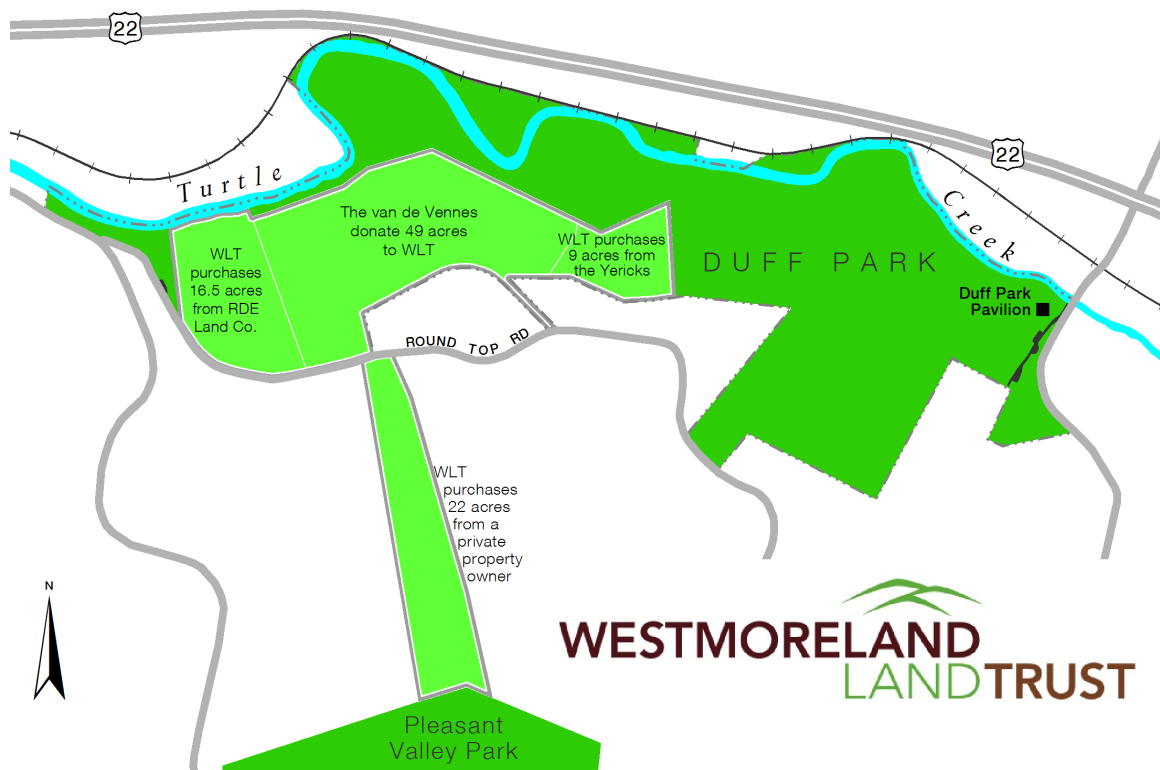 22
22
Turtle
Creek
The van de Vennes
donate 49 acres
to WLT
WLT purchases
9 acres from
the Yericks
WLT
purchases
16.5 acres
from RDE
Land Co.
DUFF PARK
Duff Park
Pavilion
ROUND TOP RD
WLT
purchases
22 acres
from a
private
property
owner
N
WESTMORELAND
LAND TRUST
Pleasant
Valley Park